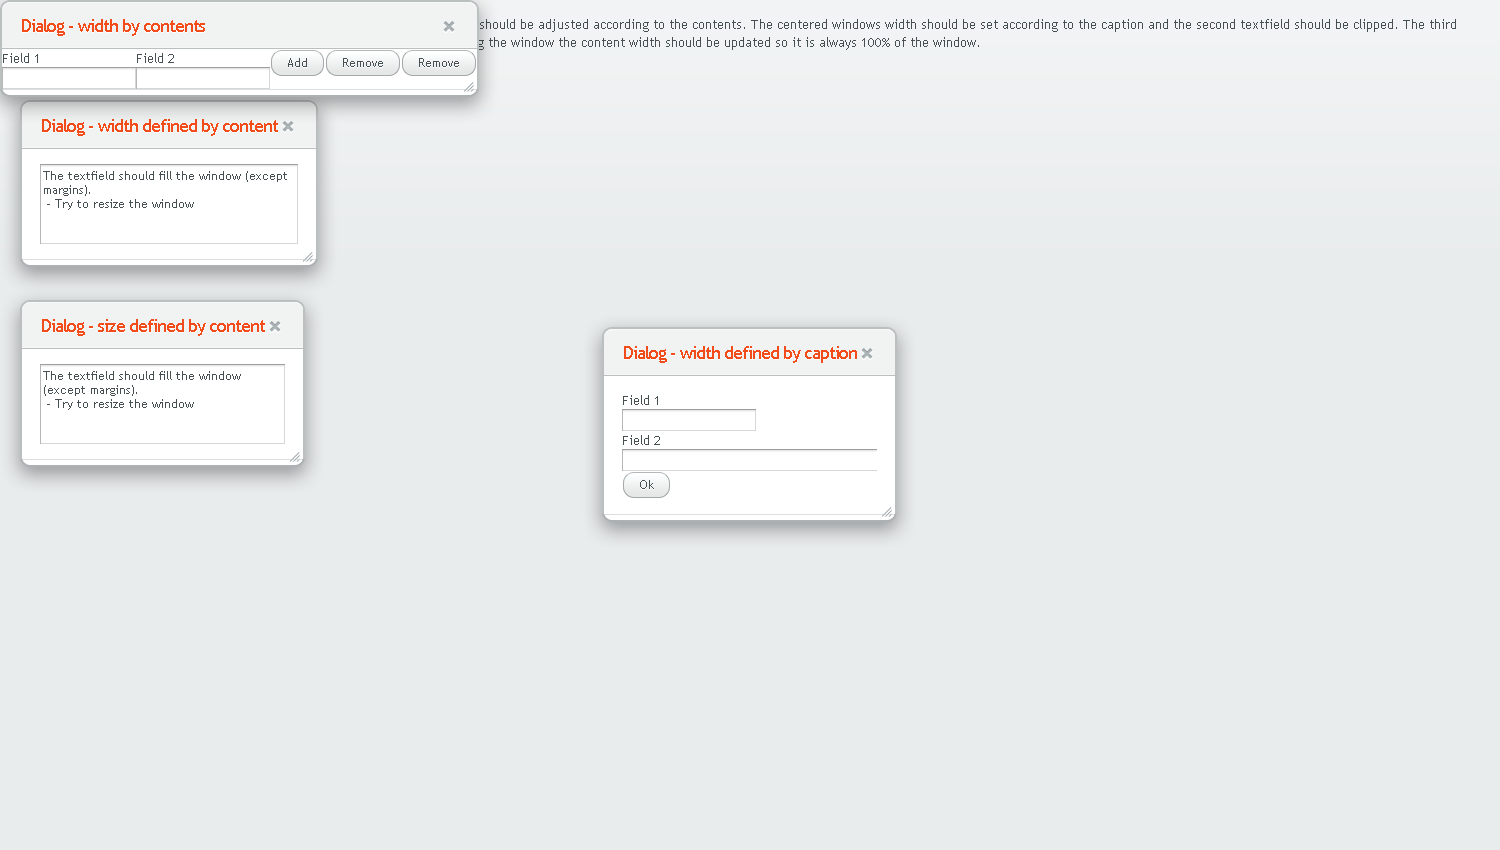 Dialog - width by contents
should be adjusted according to the contents. The centered windows width should be set according to the caption and the second textfield should be clipped. The third
g the window the content width should be updated so it is always 100% of the window.
Field 1 Field 2 Add Remove Remove
Dialog - width defined by content
The textfield should fill the window (except
margins).
- Try to resize the window
Dialog - size defined by content
The textfield should fill the window
(except margins).
- Try to resize the window
Dialog - width defined by caption
Field 1
Field 2
Ok